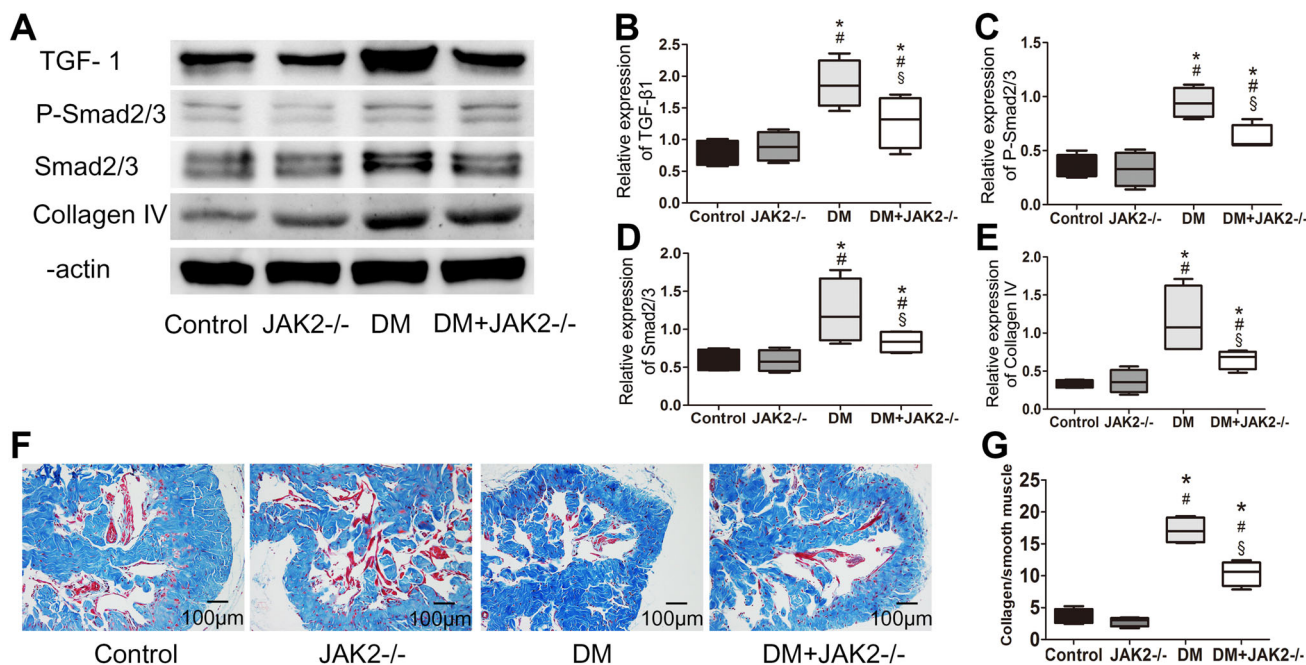 A
TGF- 1
P-Smad2/3
Smad2/3
Collagen IV
-actin
Control JAK2-/- DM DM+JAK2-/-
B
Relative expression
of TGF-β1
2.5
2.0
1.5
1.0
0.5
0.0
*
#
*
#
§
Control JAK2-/- DM DM+JAK2-/-
C
Relative expression
of P-Smad2/3
1.5
1.0
0.5
0.0
*
#
*
#
§
Control JAK2-/- DM DM+JAK2-/-
D
Relative expression
of Smad2/3
2.0
1.5
1.0
0.5
0.0
*
#
*
#
§
Control JAK2-/- DM DM+JAK2-/-
E
Relative expression
of Collagen IV
2.0
1.5
1.0
0.5
0.0
*
#
*
#
§
Control JAK2-/- DM DM+JAK2-/-
F
100μm 100μm 100μm 100μm
Control JAK2-/- DM DM+JAK2-/-
G
Collagen/smooth muscle
25
20
15
10
5
0
*
#
*
#
§
Control JAK2-/- DM DM+JAK2-/-